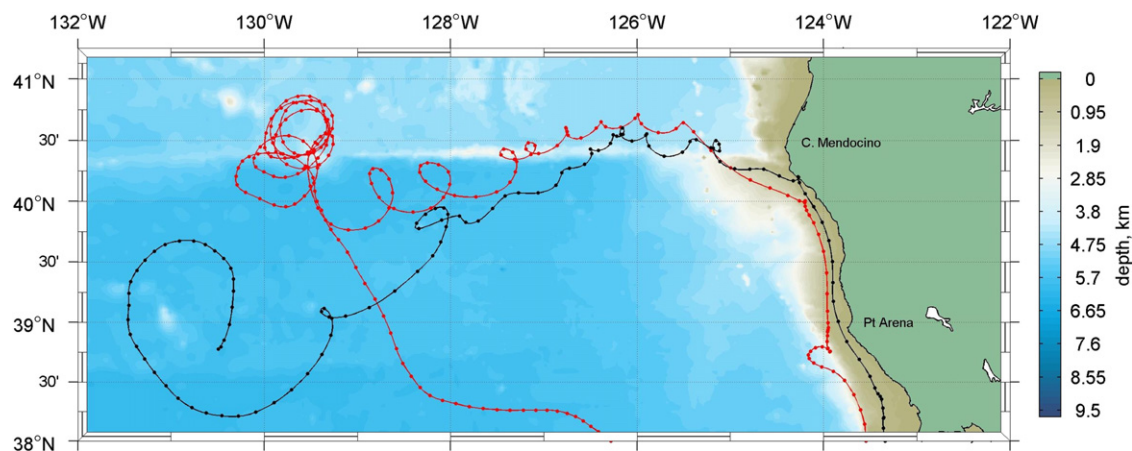 132°W 130°W 128°W 126°W 124°W 122°W
41°N
30'
40°N
30'
39°N
30'
38°N
C. Mendocino
Pt Arena
0
0.95
1.9
2.85
3.8
4.75
5.7
6.65
7.6
8.55
9.5
depth, km